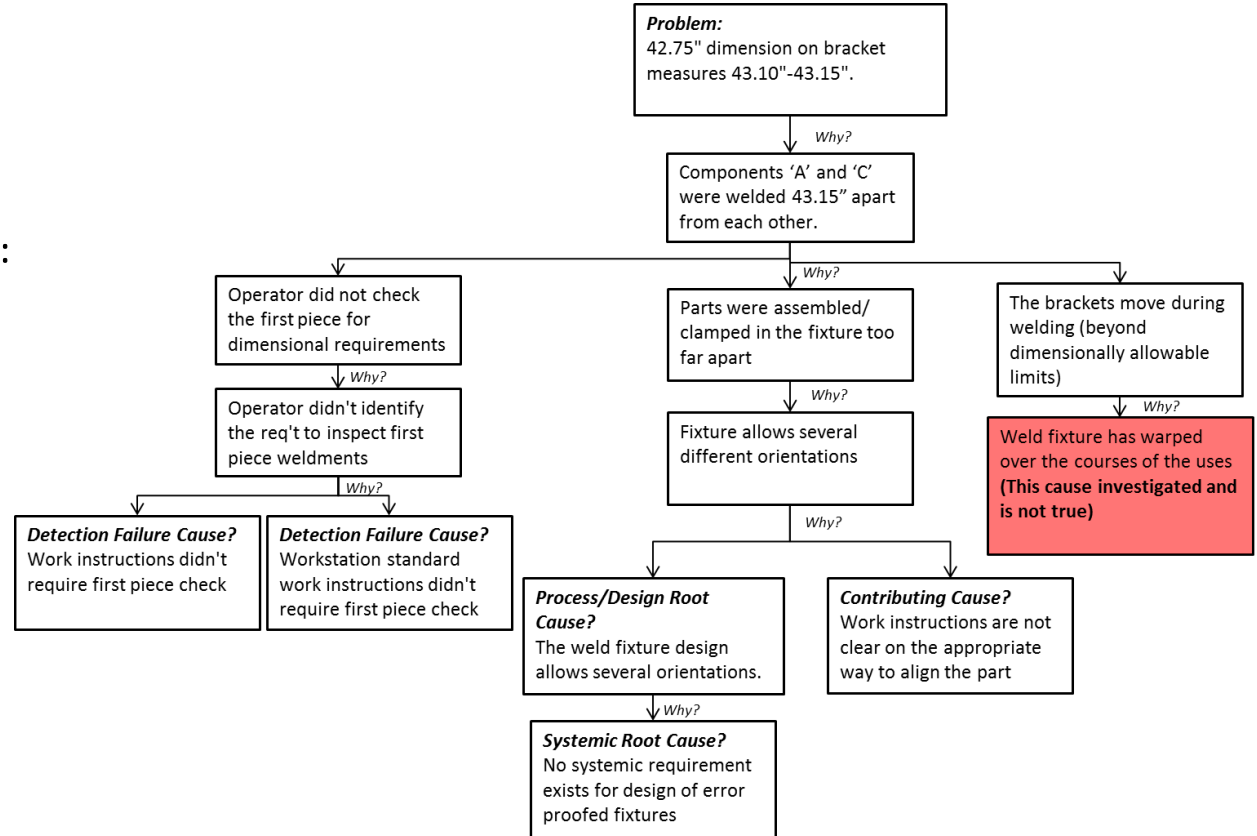 Problem:
42.75" dimension on bracket
measures 43.10"-43.15".
Why?
Components ‘A’ and ‘C’
were welded 43.15” apart
from each other.
:
Why?
Operator did not check
the first piece for
dimensional requirements
Parts were assembled/
clamped in the fixture too
far apart
The brackets move during
welding (beyond
dimensionally allowable
limits)
Why?
Why?
Why?
Operator didn't identify
the req't to inspect first
piece weldments
Fixture allows several
different orientations
Weld fixture has warped
over the courses of the uses
(This cause investigated and
is not true)
Why?
Why?
Detection Failure Cause?
Work instructions didn't
require first piece check
Detection Failure Cause?
Workstation standard
work instructions didn't
require first piece check
Process/Design Root
Cause?
The weld fixture design
allows several orientations.
Contributing Cause?
Work instructions are not
clear on the appropriate
way to align the part
Why?
Systemic Root Cause?
No systemic requirement
exists for design of error
proofed fixtures